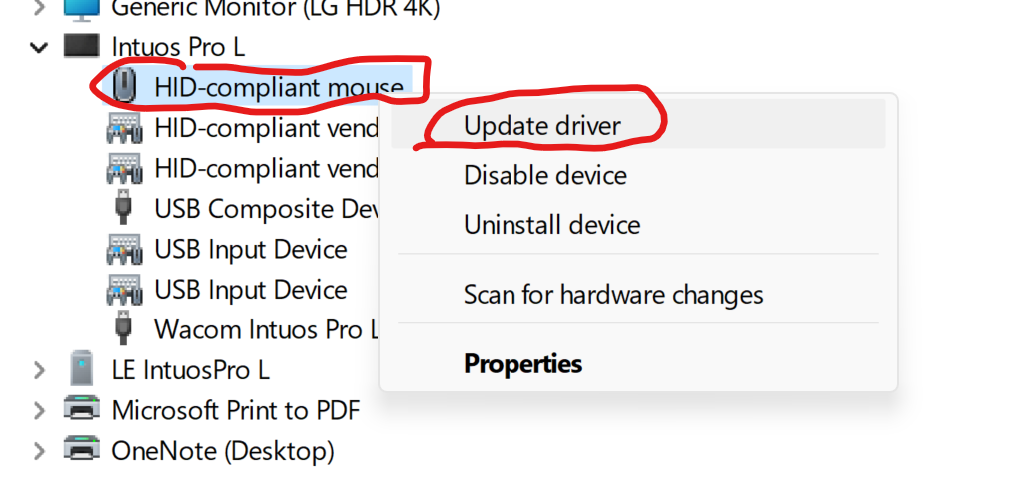 Generic Monitor (LG HDR 4K)
Intuos Pro L
HID-compliant mouse
HID-compliant vend
Update driver
HID-compliant vend
Disable device
USB Composite Dev
Uninstall device
USB Input Device
USB Input Device
Scan for hardware changes
Wacom Intuos Pro L
LE IntuosPro L
Properties
Microsoft Print to PDF
OneNote (Desktop)